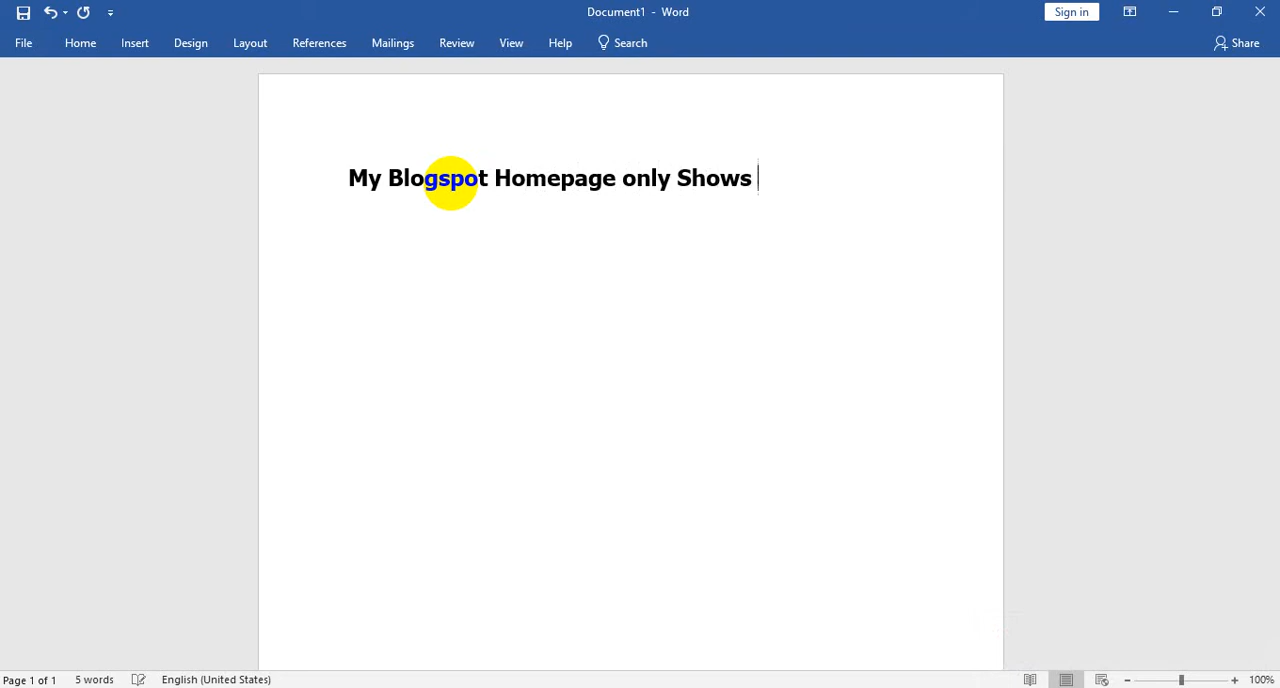 Document1 - Word
Sign in
File Home Insert Design Layout References Mailings Review View Help Search Share
My Blogspot Homepage only Shows
Page 1 of 1 5 words English (United States) 100%